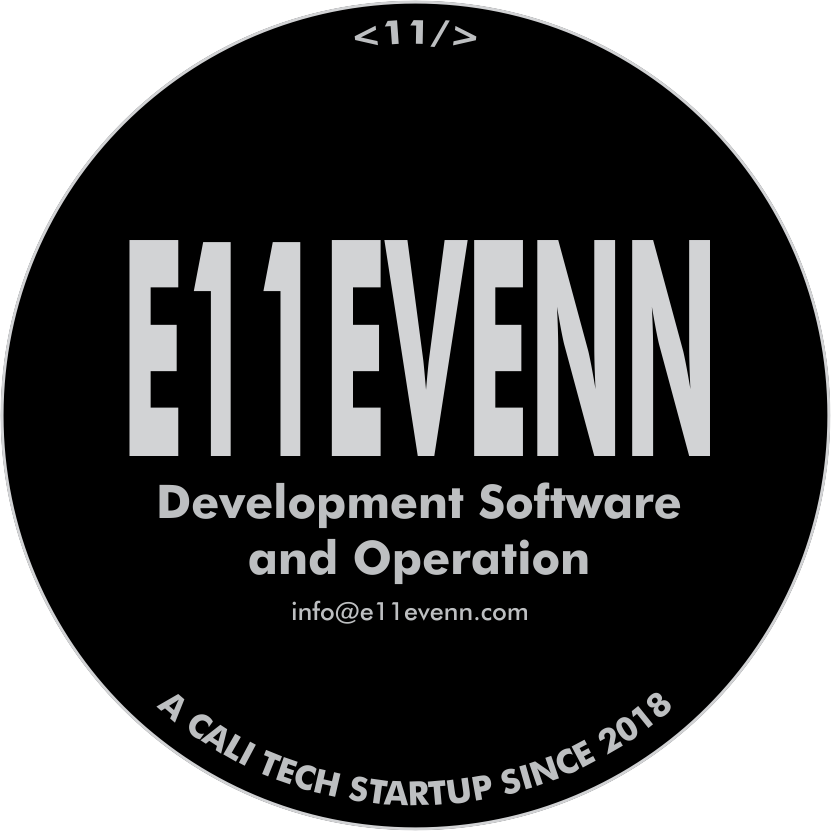 <11/>
E11EVENN
Development Software
and Operation
info@e11evenn.com
A CALI TECH STARTUP SINCE 2018